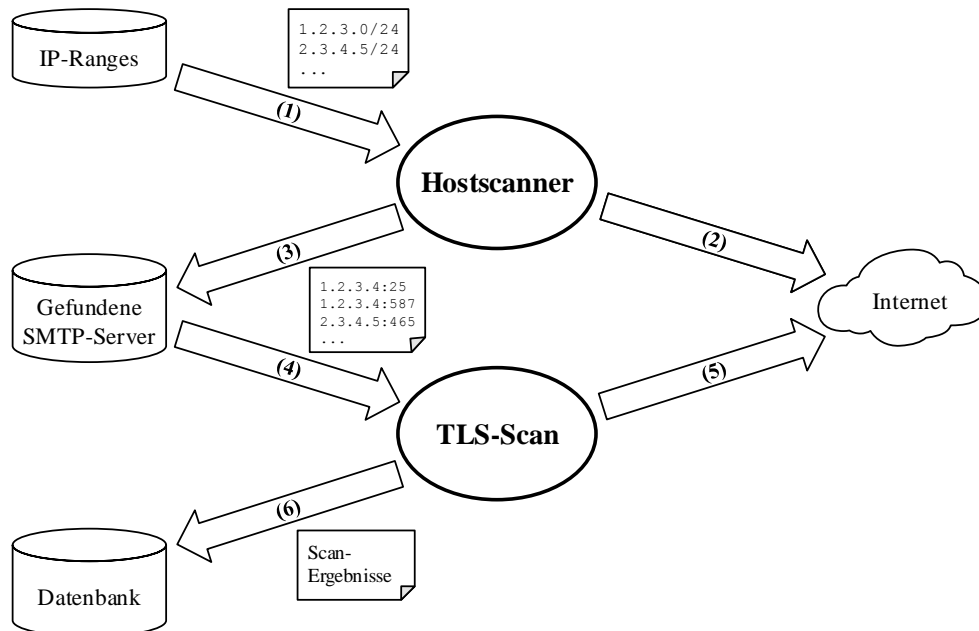 IP-Ranges
1.2.3.0/24
2.3.4.5/24
...
(1)
Hostscanner
(2)
(3)
Gefundene
SMTP-Server
1.2.3.4:25
1.2.3.4:587
2.3.4.5:465
...
Internet
(4)
(5)
TLS-Scan
(6)
Scan-
Ergebnisse
Datenbank